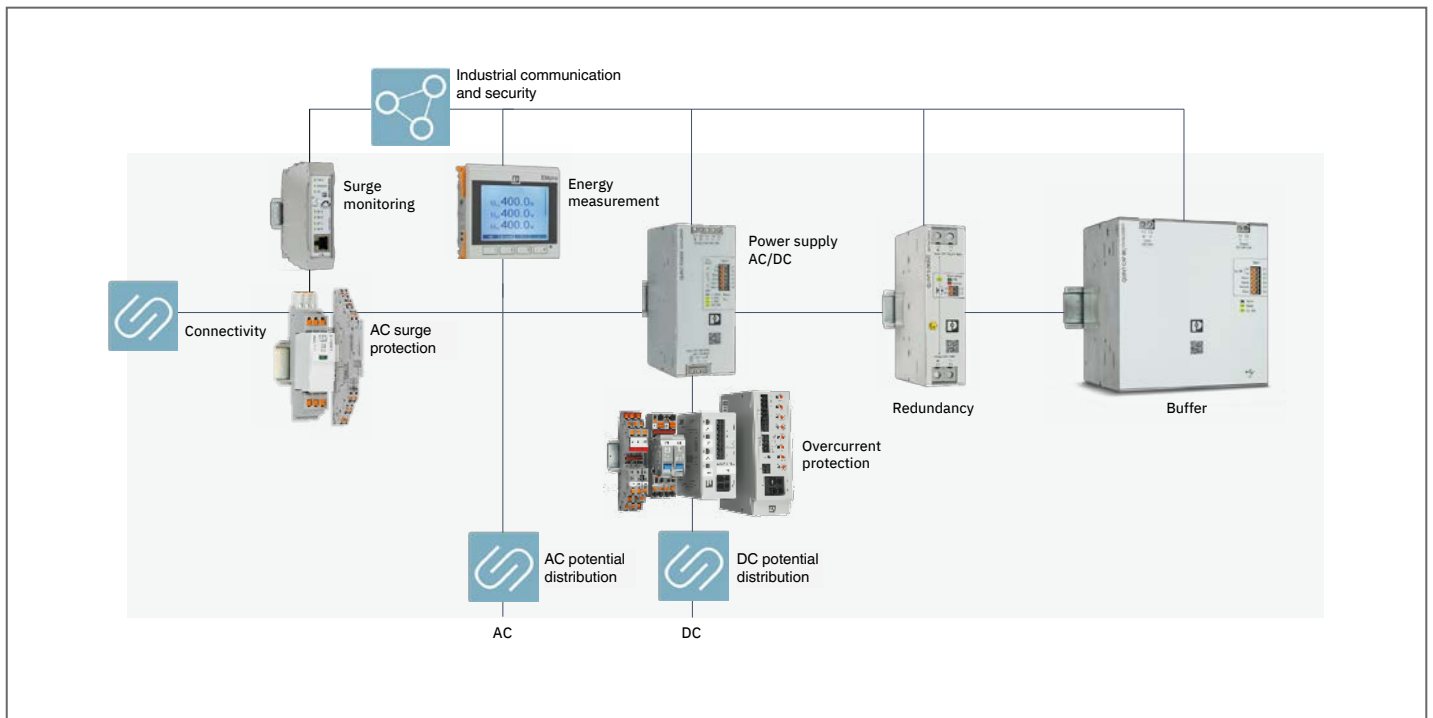 Industrial communication
and security
Surge
monitoring
Energy
measurement
400.0
400.0
400.0
Power supply
AC/DC
Connectivity
AC surge
protection
Redundancy
Buffer
Overcurrent
protection
AC potential
distribution
DC potential
distribution
AC
DC